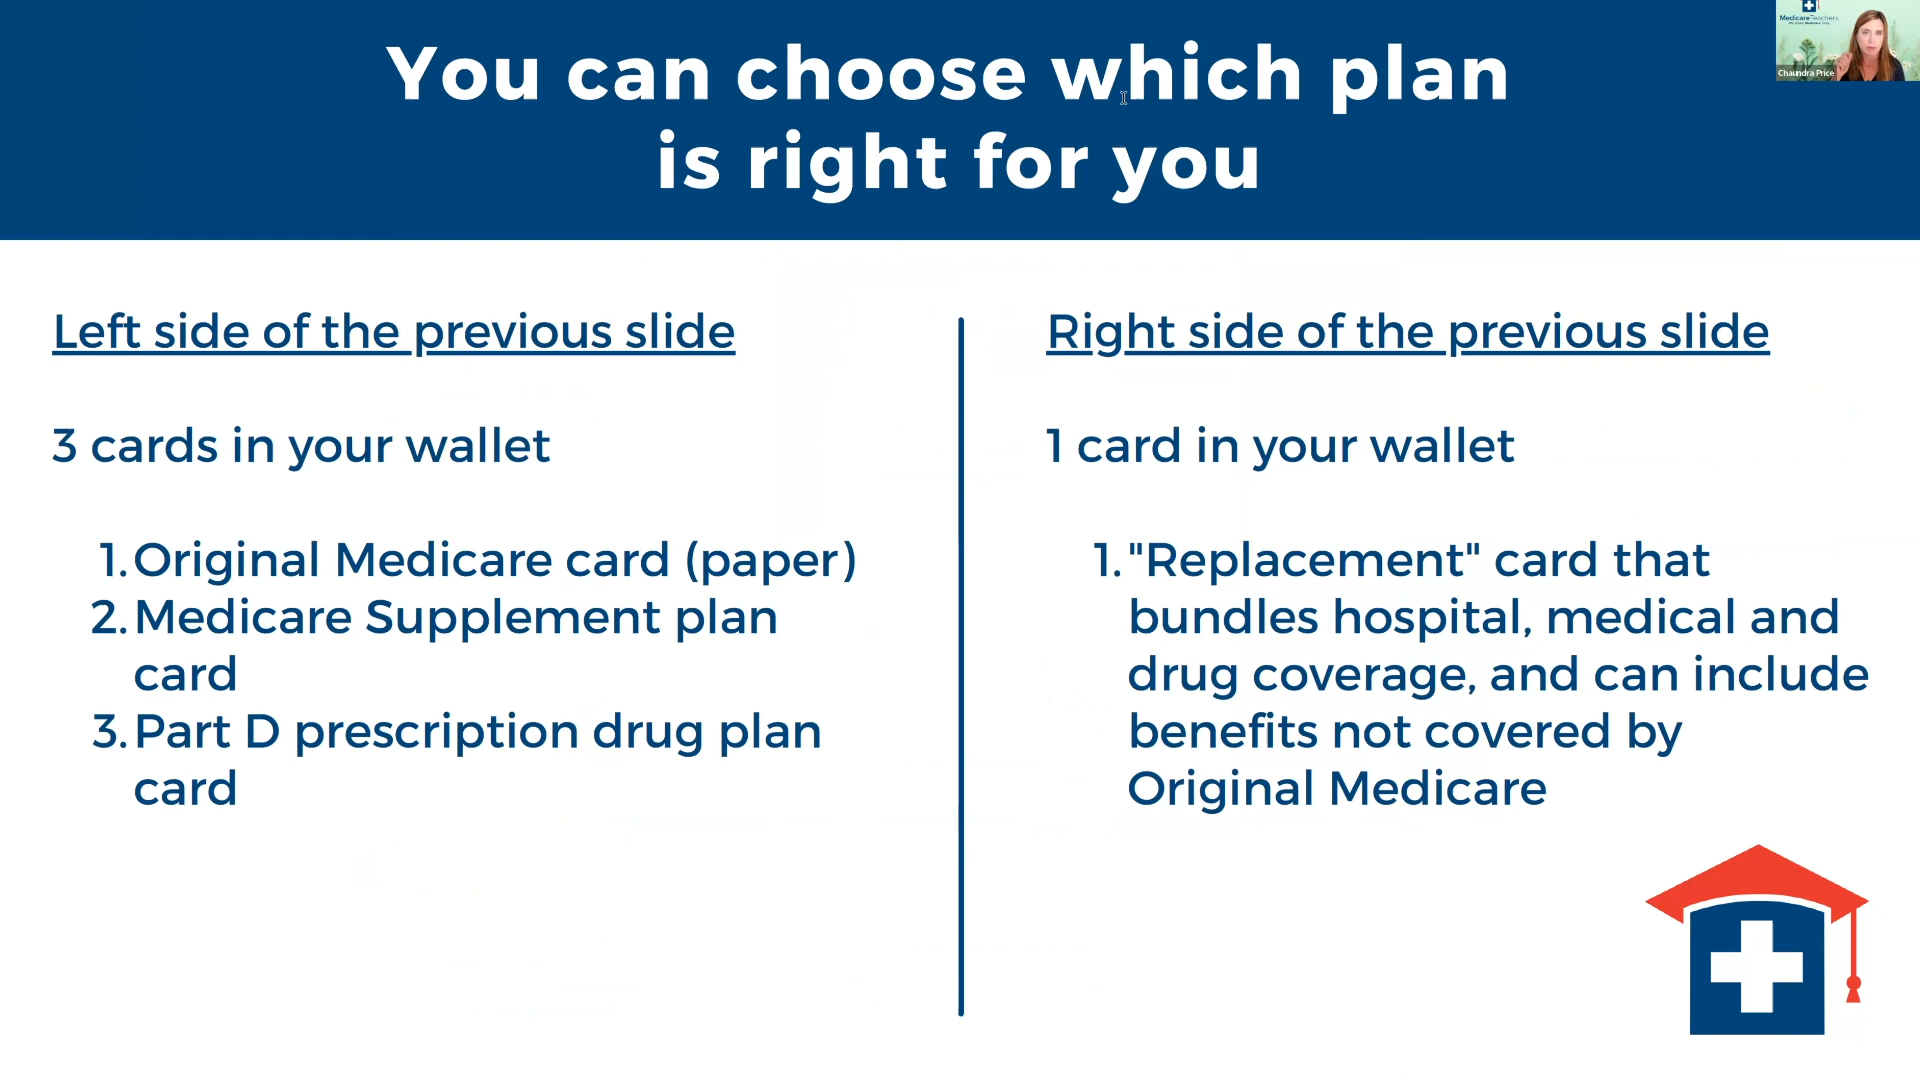 You can choose which plan
is right for you
MedicareTeachers
Chaundra Price
Left side of the previous slide
3 cards in your wallet
1. Original Medicare card (paper)
2. Medicare Supplement plan
card
3. Part D prescription drug plan
card
Right side of the previous slide
1 card in your wallet
1. "Replacement" card that
bundles hospital, medical and
drug coverage, and can include
benefits not covered by
Original Medicare